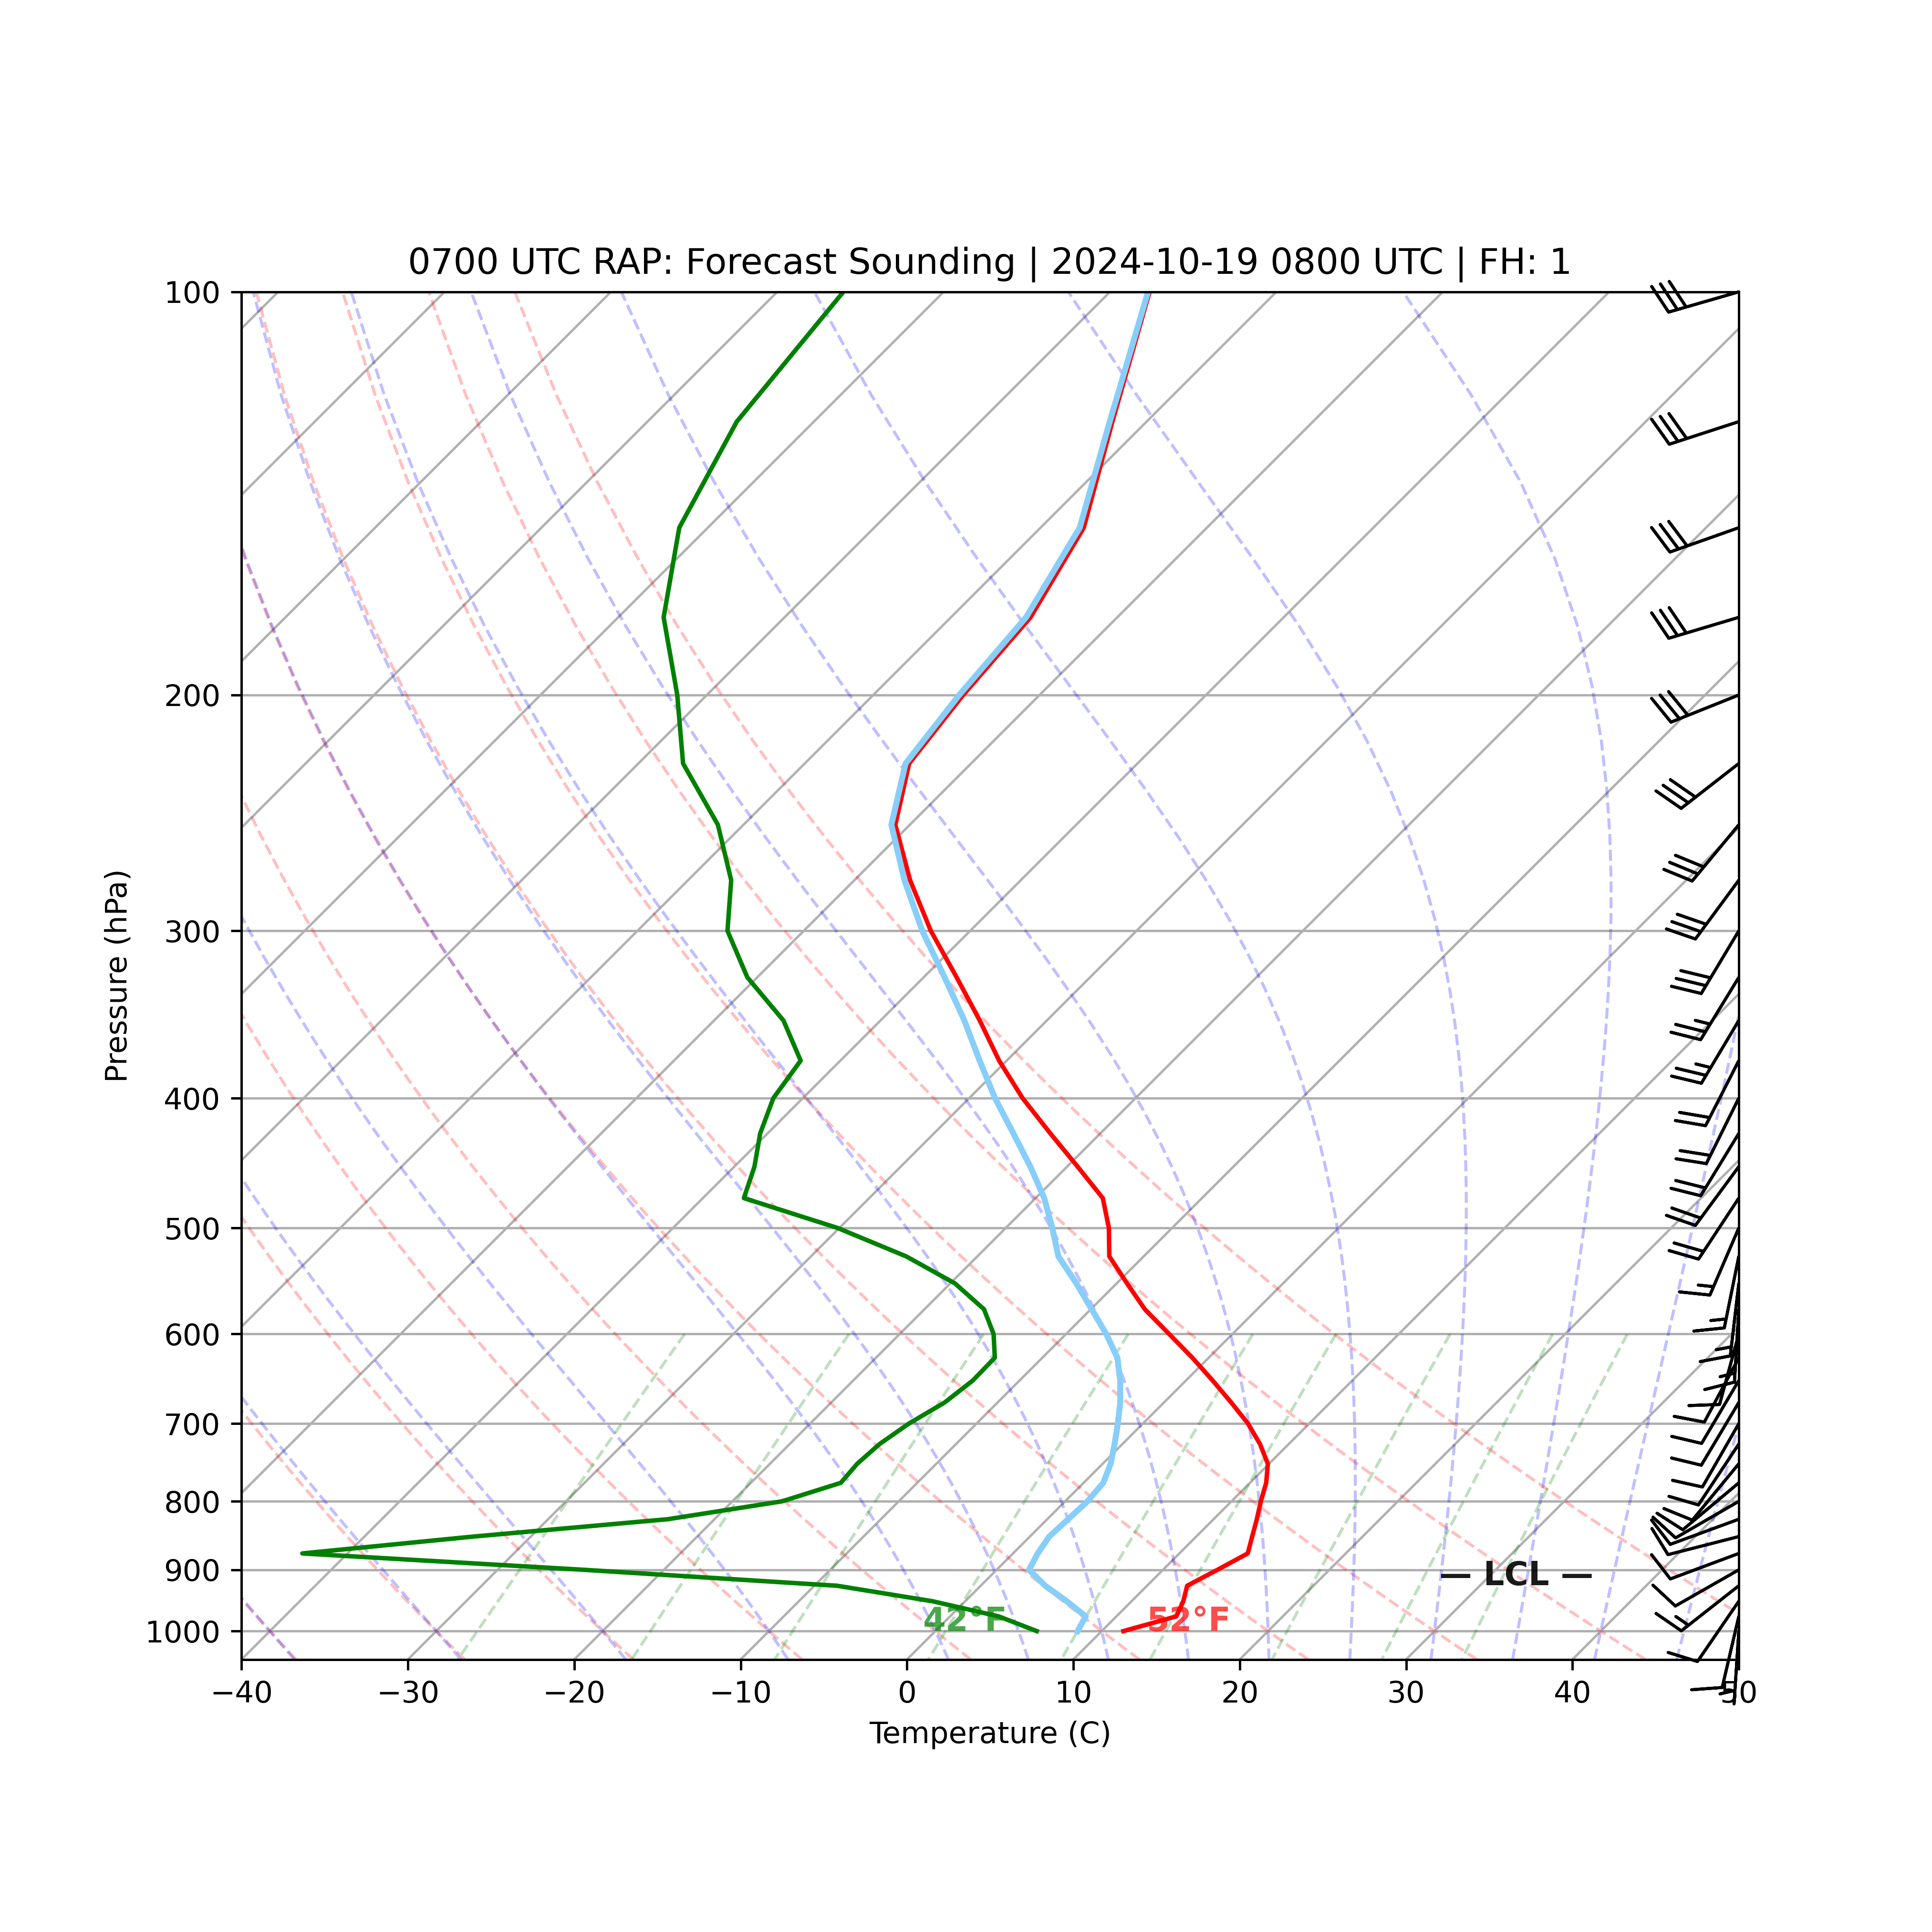 0700 UTC RAP: Forecast Sounding | 2024-10-19 0800 UTC | FH: 1
100
200
300
400
500
600
700
800
900
1000
Pressure (hPa)
— LCL —
42°F
52°F
−40 −30 −20 −10 0 10 20 30 40 50
Temperature (C)